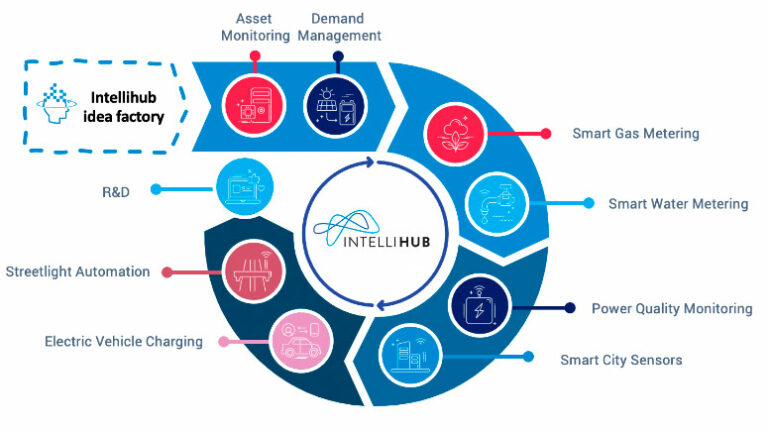 Asset
Monitoring
Demand
Management
Intellihub
idea factory
Smart Gas Metering
R&D
Smart Water Metering
INTELLIHUB
Streetlight Automation
Power Quality Monitoring
Electric Vehicle Charging
Smart City Sensors